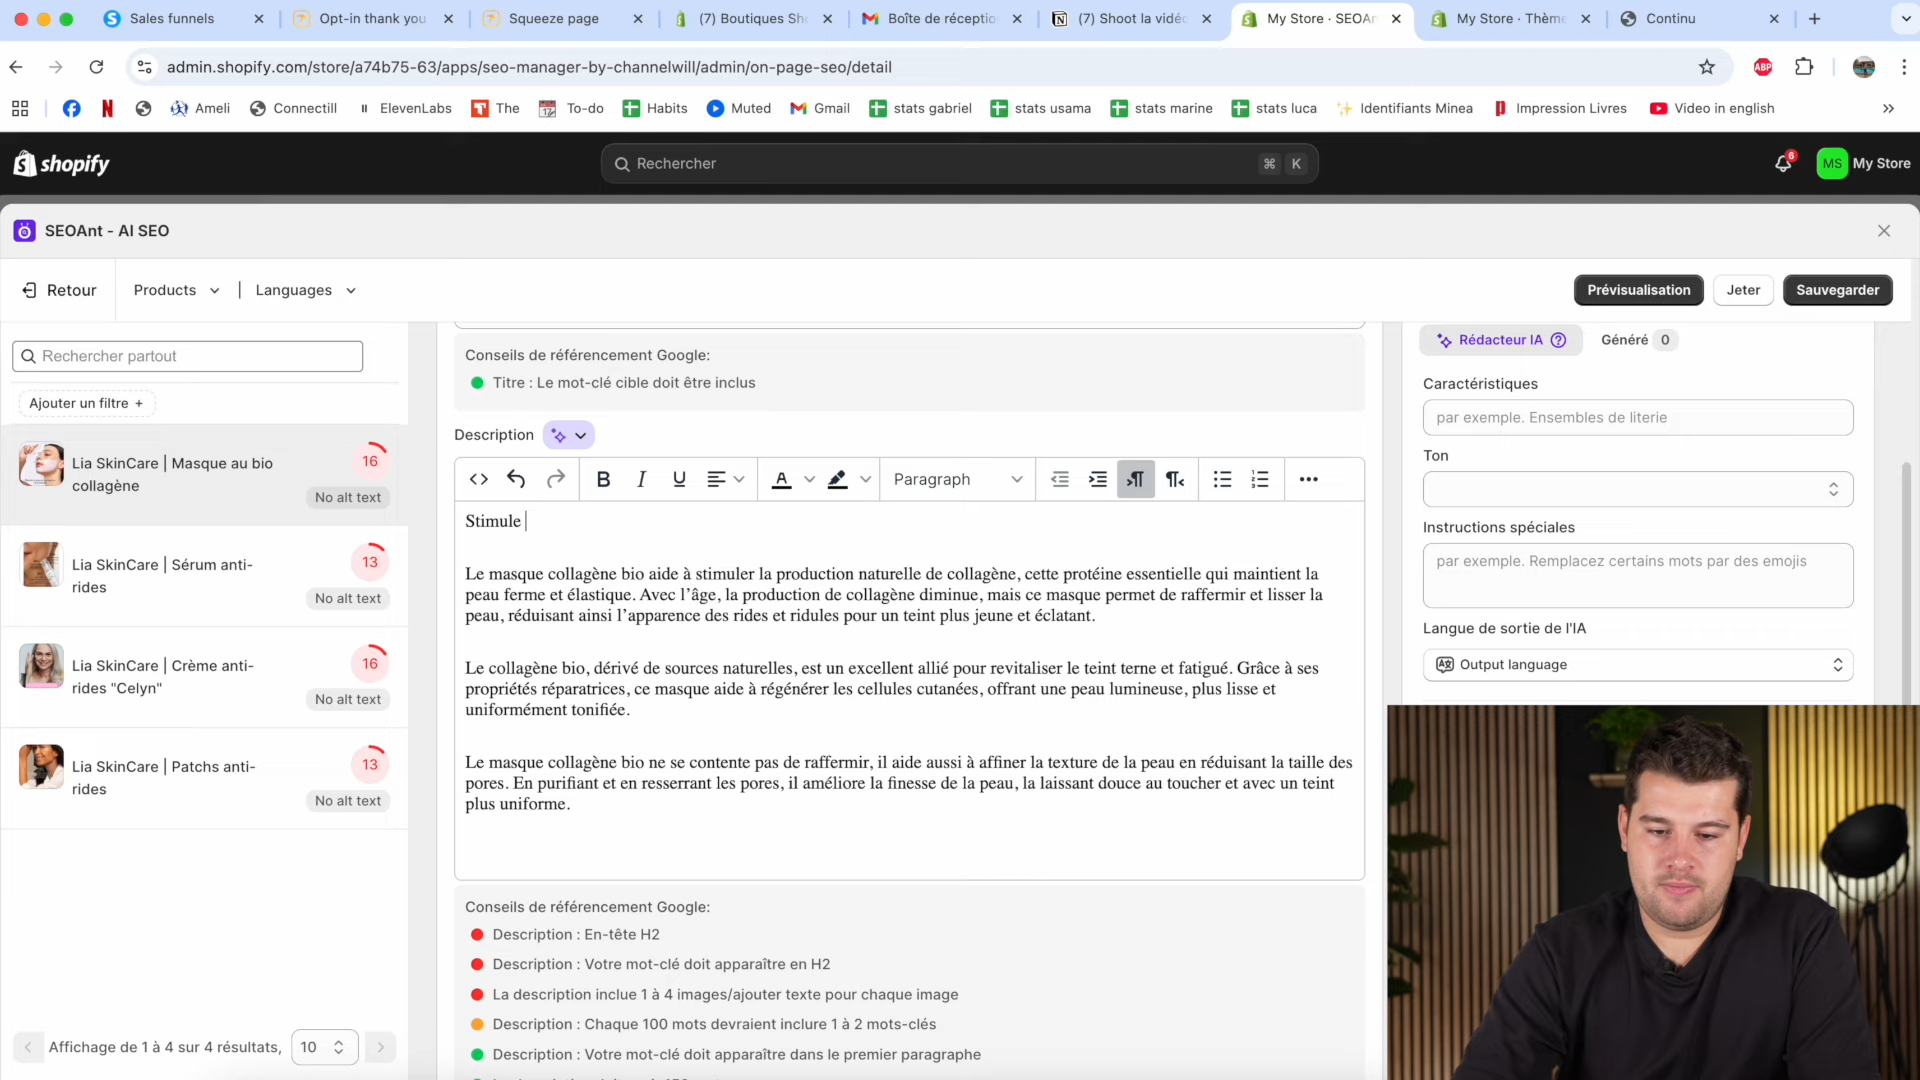 Sales funnels
Opt-in thank you
Squeeze page
(7) Boutiques Sh
Boîte de réceptio
(7) Shoot la vidé
My Store · SEOAn
My Store · Thème
Continu
admin.shopify.com/store/a74b75-63/apps/seo-manager-by-channelwill/admin/on-page-seo/detail
ABP
Ameli
Connectill
ElevenLabs
The
To-do
Habits
Muted
Gmail
stats gabriel
stats usama
stats marine
stats luca
Identifiants Minea
Impression Livres
Video in english
shopify
Rechercher
⌘ K
6
MS
My Store
SEOAnt - AI SEO
Retour
Products
Languages
Prévisualisation
Jeter
Sauvegarder
Rechercher partout
Ajouter un filtre +
Lia SkinCare | Masque au bio
collagène
16
No alt text
Lia SkinCare | Sérum anti-
rides
13
No alt text
Lia SkinCare | Crème anti-
rides "Celyn"
16
No alt text
Lia SkinCare | Patchs anti-
rides
13
No alt text
Affichage de 1 à 4 sur 4 résultats,
10
Conseils de référencement Google:
Titre : Le mot-clé cible doit être inclus
Description
B I U A Paragraph
Stimule
Le masque collagène bio aide à stimuler la production naturelle de collagène, cette protéine essentielle qui maintient la
peau ferme et élastique. Avec l’âge, la production de collagène diminue, mais ce masque permet de raffermir et lisser la
peau, réduisant ainsi l’apparence des rides et ridules pour un teint plus jeune et éclatant.
Le collagène bio, dérivé de sources naturelles, est un excellent allié pour revitaliser le teint terne et fatigué. Grâce à ses
propriétés réparatrices, ce masque aide à régénérer les cellules cutanées, offrant une peau lumineuse, plus lisse et
uniformément tonifiée.
Le masque collagène bio ne se contente pas de raffermir, il aide aussi à affiner la texture de la peau en réduisant la taille des
pores. En purifiant et en resserrant les pores, il améliore la finesse de la peau, la laissant douce au toucher et avec un teint
plus uniforme.
Conseils de référencement Google:
Description : En-tête H2
Description : Votre mot-clé doit apparaître en H2
La description inclue 1 à 4 images/ajouter texte pour chaque image
Description : Chaque 100 mots devraient inclure 1 à 2 mots-clés
Description : Votre mot-clé doit apparaître dans le premier paragraphe
Rédacteur IA
Généré 0
Caractéristiques
par exemple. Ensembles de literie
Ton
Instructions spéciales
par exemple. Remplacez certains mots par des emojis
Langue de sortie de l'IA
Output language